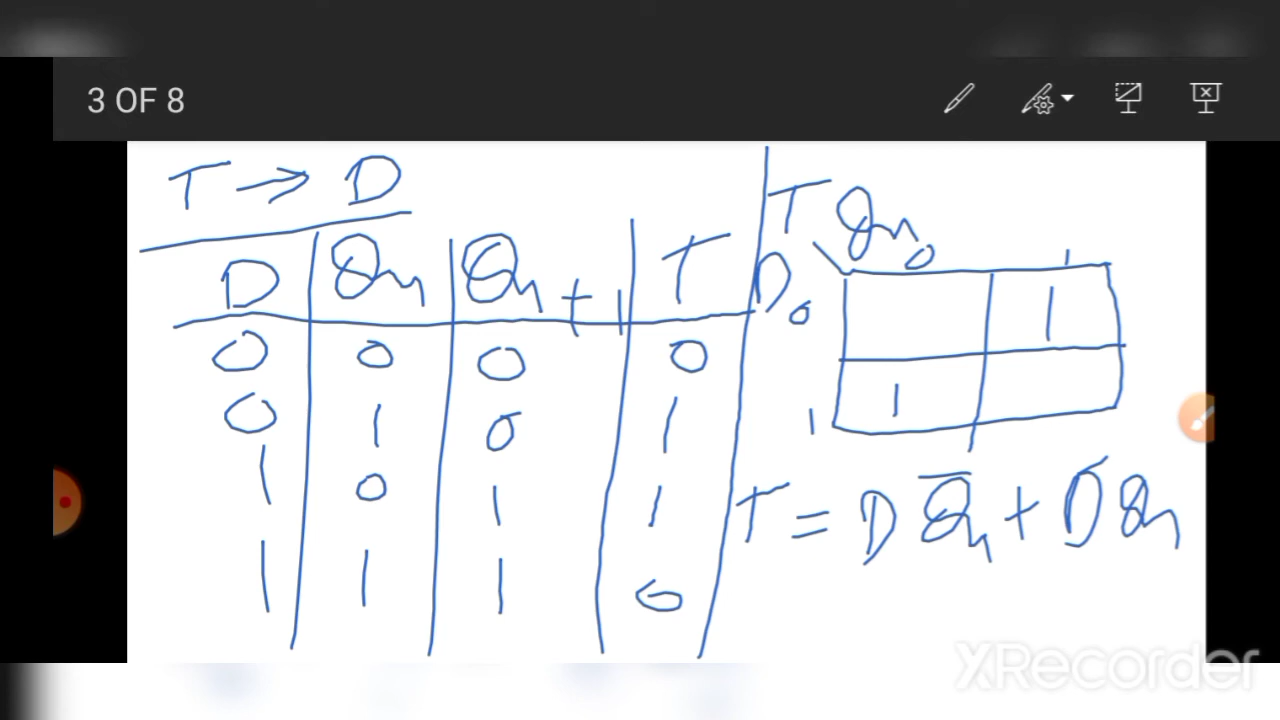 3 OF 8
T → D
D Qn Qn+1 T
0 0 0 0
0 1 0 1
1 0 1 1
1 1 1 0
T Qn
0 1
D 0 1
1 1
T = D Q̅n + D̅ Qn
XRecorder